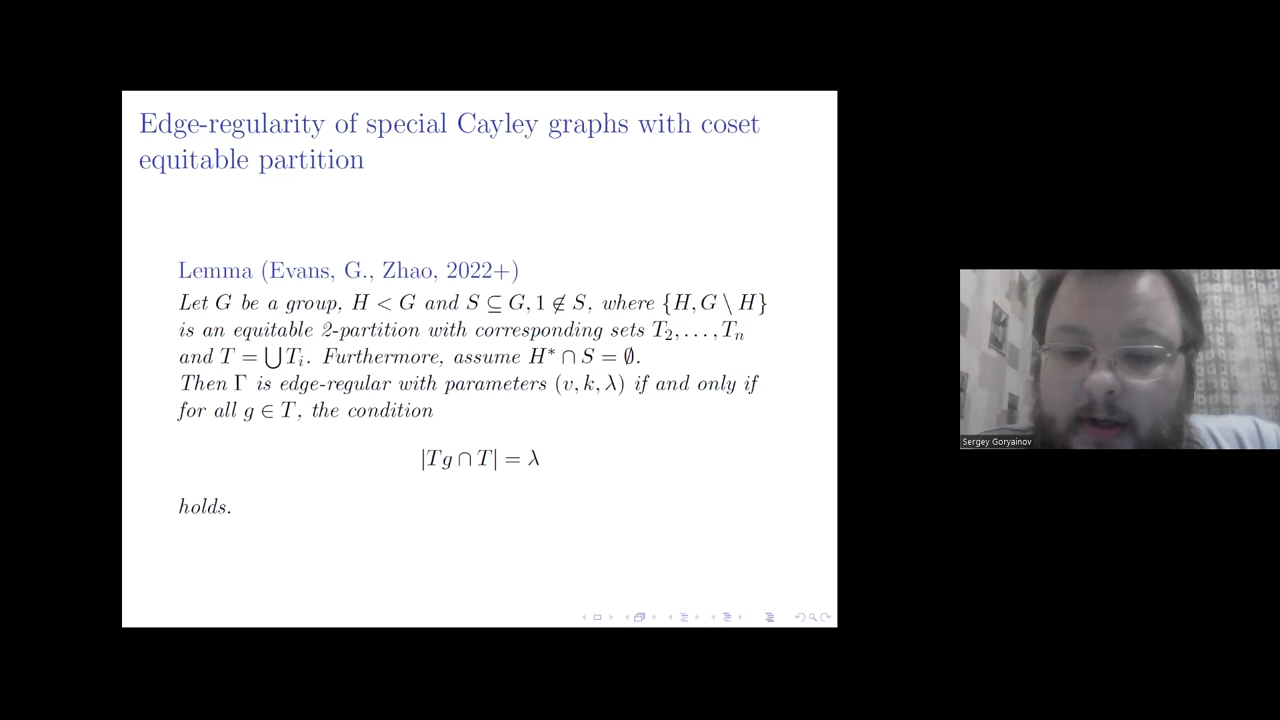 Edge-regularity of special Cayley graphs with coset
equitable partition
Lemma (Evans, G., Zhao, 2022+)
Let G be a group, H < G and S ⊆ G, 1 ∉ S, where {H, G \ H}
is an equitable 2-partition with corresponding sets T₂, . . . , Tₙ
and T = ⋃ Tᵢ. Furthermore, assume H* ∩ S = ∅.
Then Γ is edge-regular with parameters (v, k, λ) if and only if
for all g ∈ T, the condition
|Tg ∩ T| = λ
holds.
Sergey Goryainov